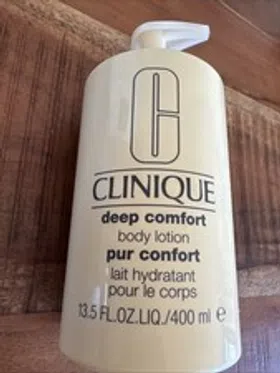 C
CLINIQUE
deep comfort
body lotion
pur confort
lait hydratant
pour le corps
13.5 FL.OZ.LIQ./400 ml e